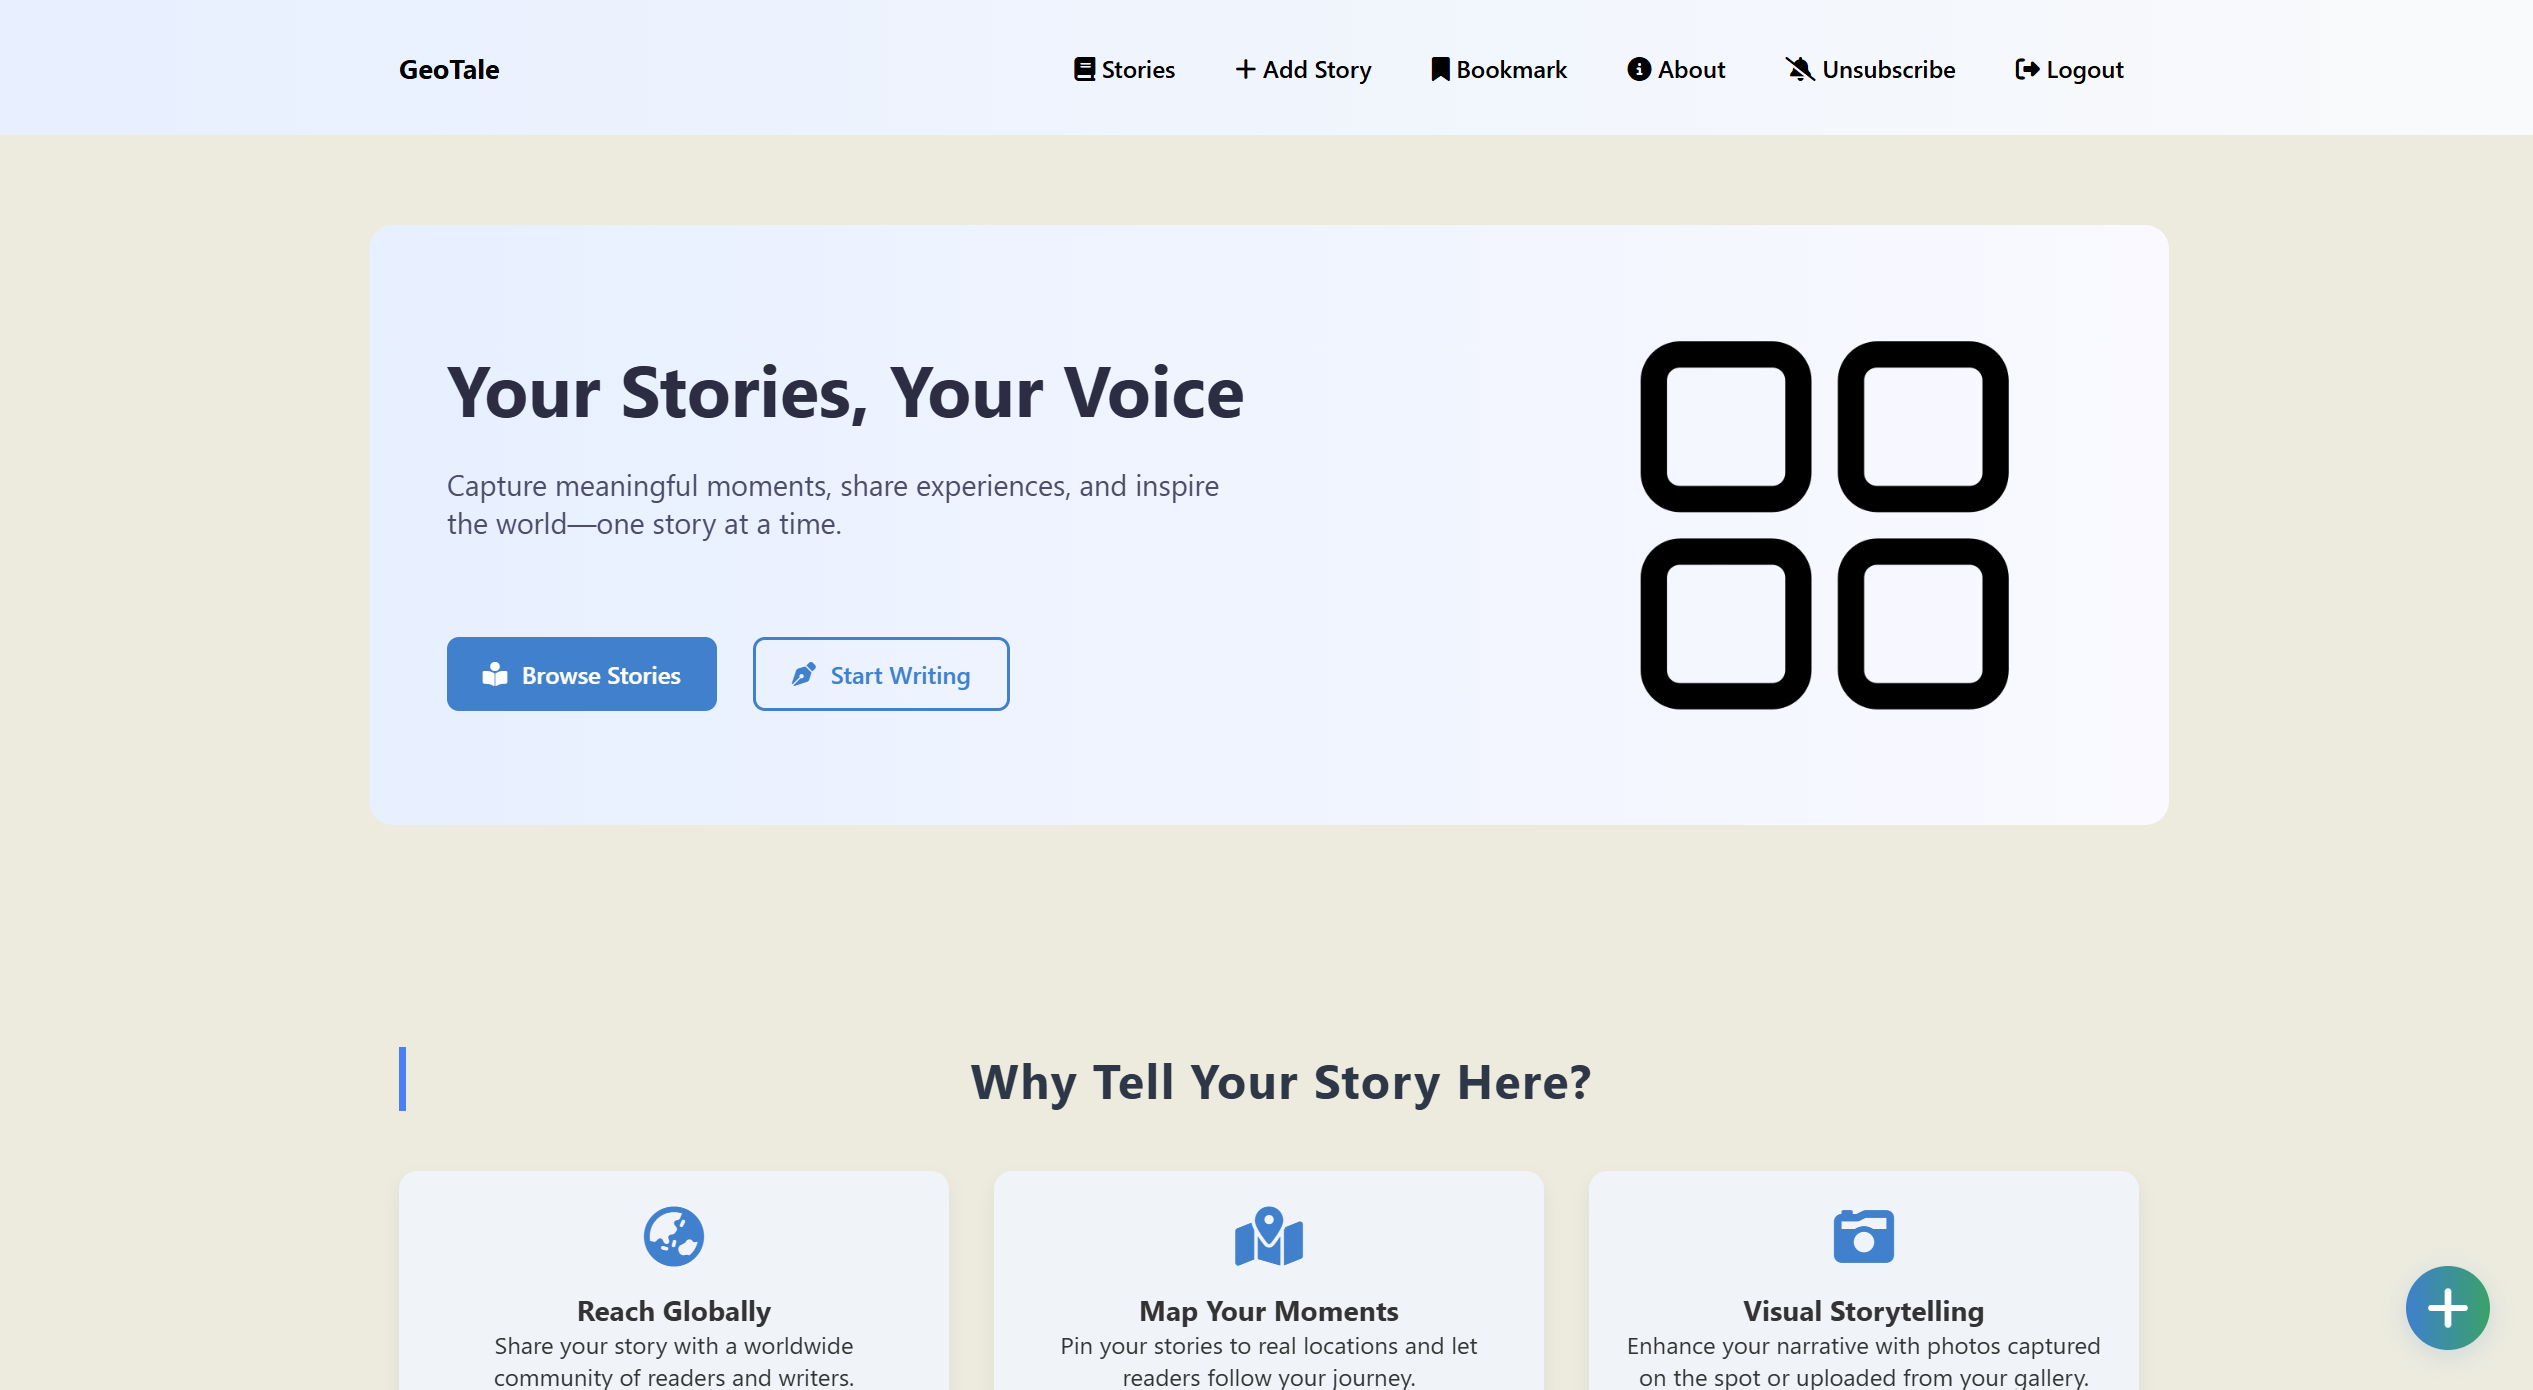 GeoTale
Stories
Add Story
Bookmark
About
Unsubscribe
Logout
Your Stories, Your Voice
Capture meaningful moments, share experiences, and inspire
the world—one story at a time.
Browse Stories
Start Writing
Why Tell Your Story Here?
Reach Globally
Share your story with a worldwide
community of readers and writers.
Map Your Moments
Pin your stories to real locations and let
readers follow your journey.
Visual Storytelling
Enhance your narrative with photos captured
on the spot or uploaded from your gallery.